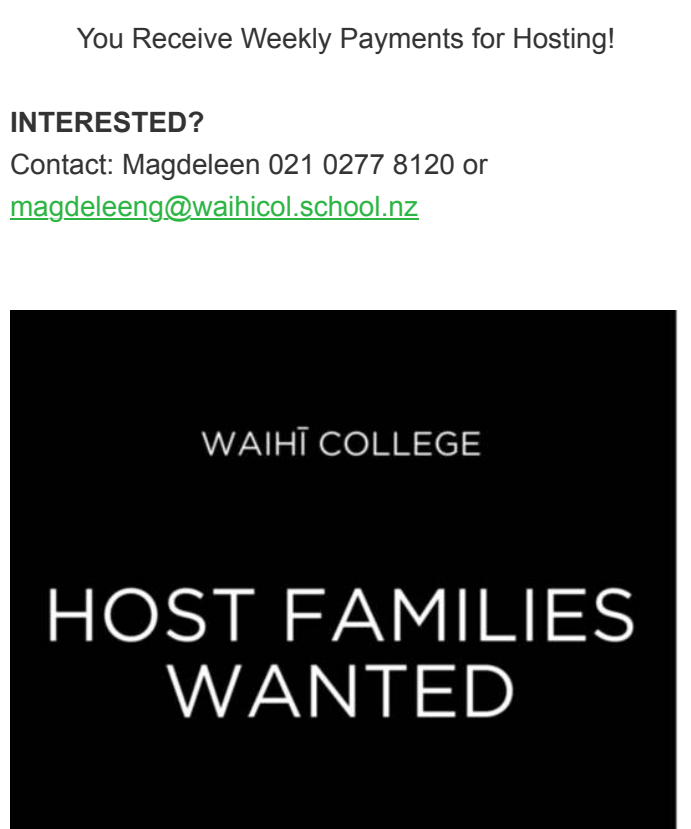 You Receive Weekly Payments for Hosting!
INTERESTED?
Contact: Magdeleen 021 0277 8120 or
magdeleeng@waihicol.school.nz
WAIHĪ COLLEGE
HOST FAMILIES
WANTED